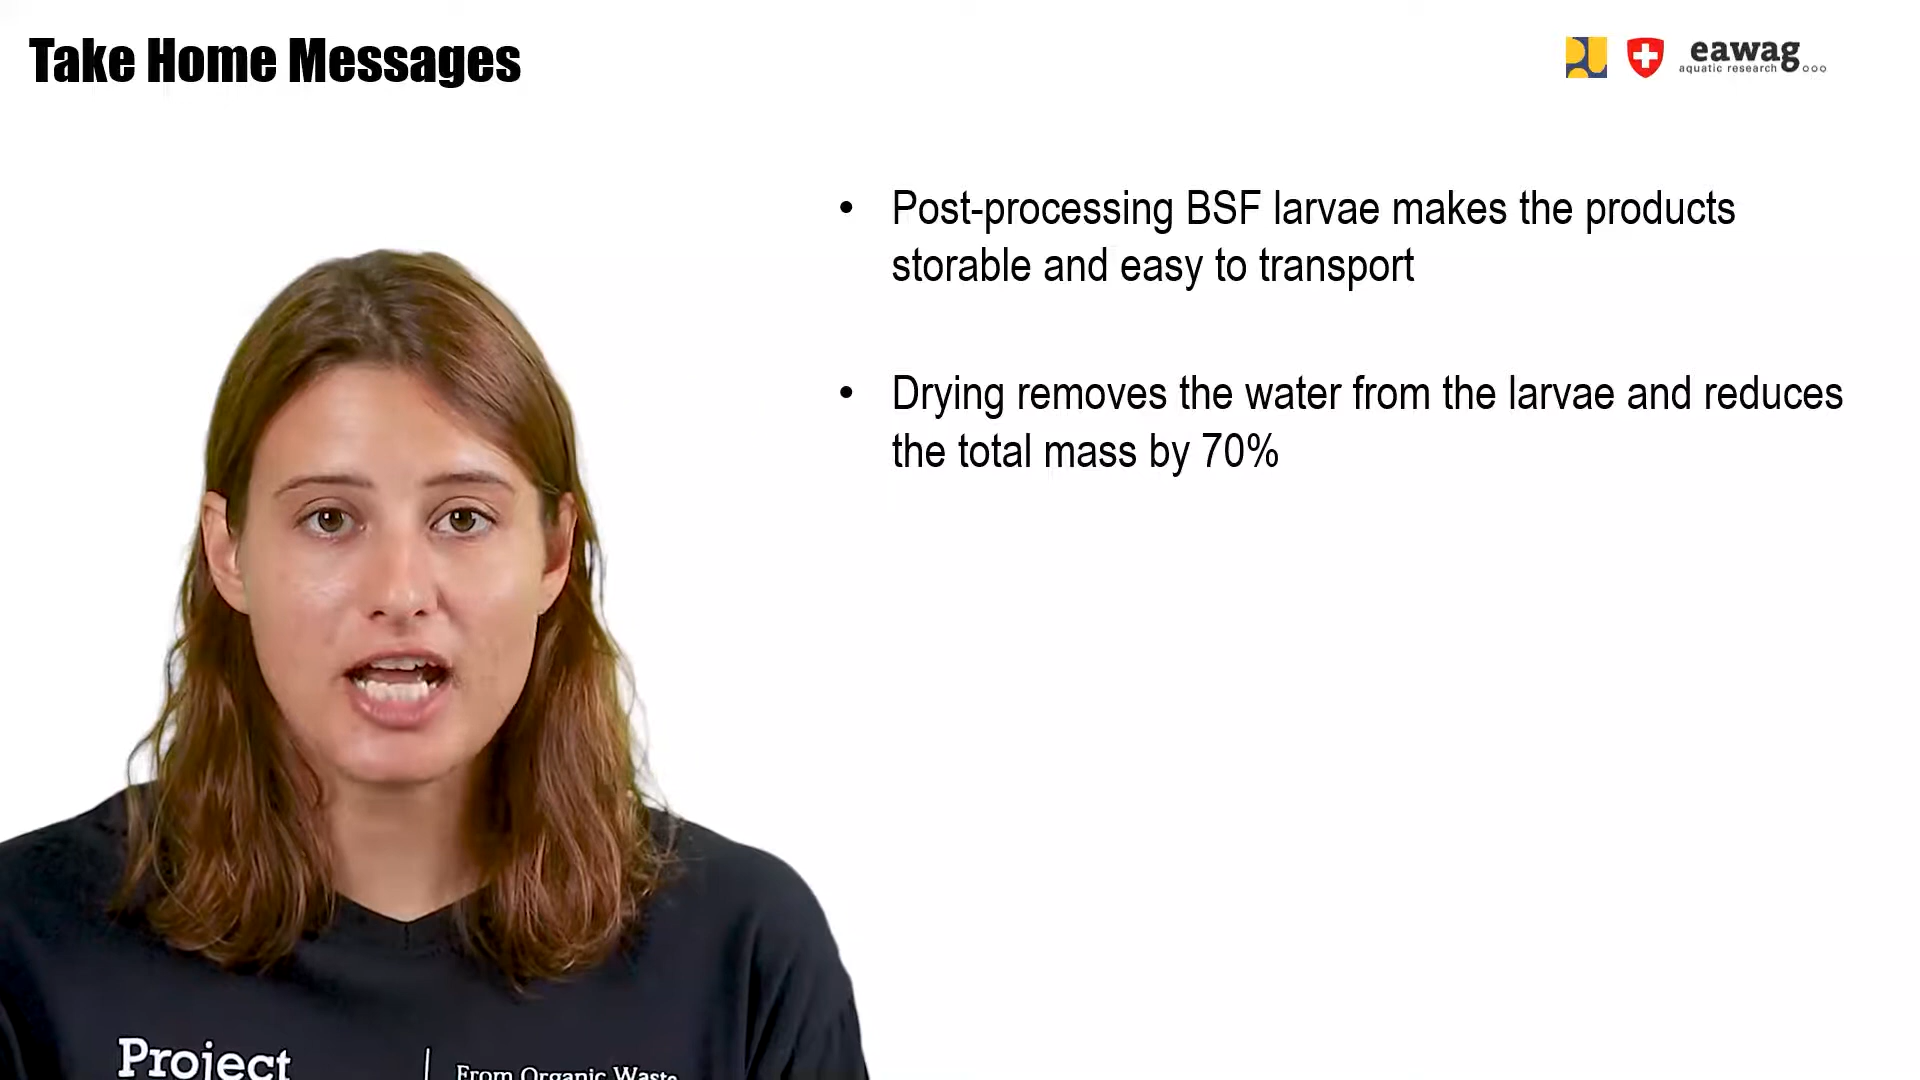 Take Home Messages
eawag
aquatic research
• Post-processing BSF larvae makes the products
storable and easy to transport
• Drying removes the water from the larvae and reduces
the total mass by 70%
Project
From Organic Waste